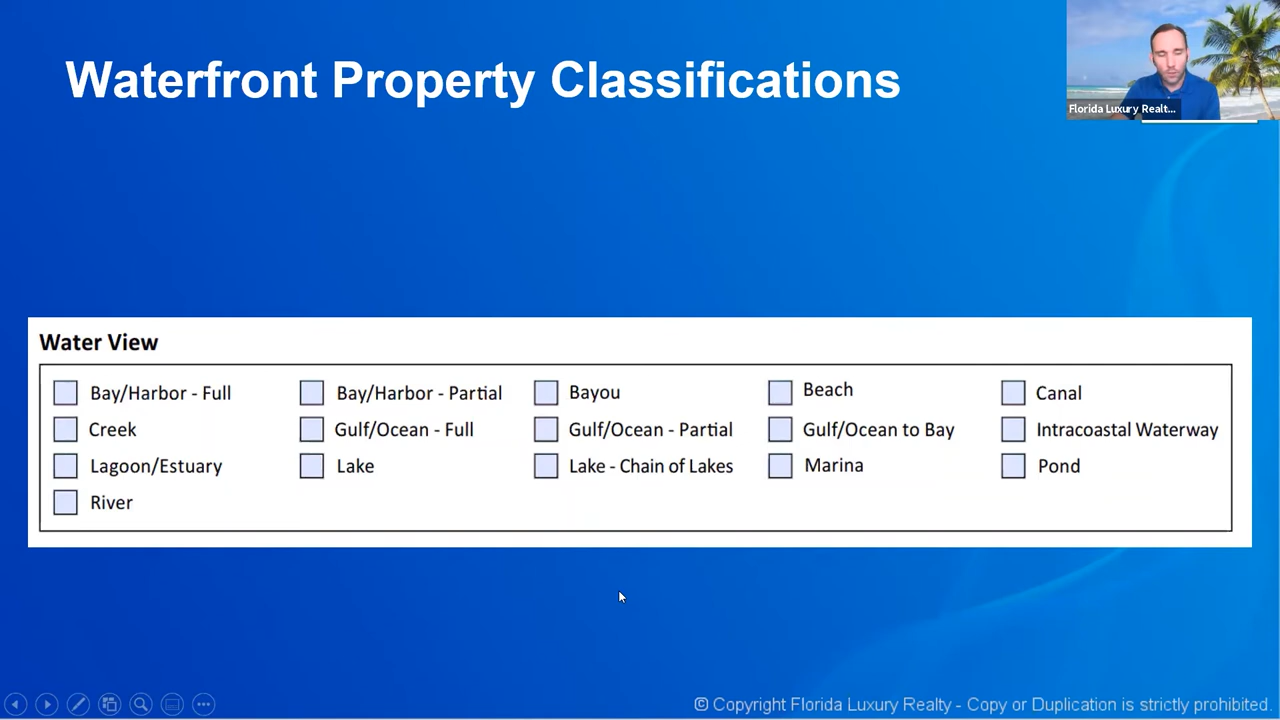 Waterfront Property Classifications
Florida Luxury Realt...
Water View
Bay/Harbor - Full Bay/Harbor - Partial Bayou Beach Canal
Creek Gulf/Ocean - Full Gulf/Ocean - Partial Gulf/Ocean to Bay Intracoastal Waterway
Lagoon/Estuary Lake Lake - Chain of Lakes Marina Pond
River
© Copyright Florida Luxury Realty - Copy or Duplication is strictly prohibited.